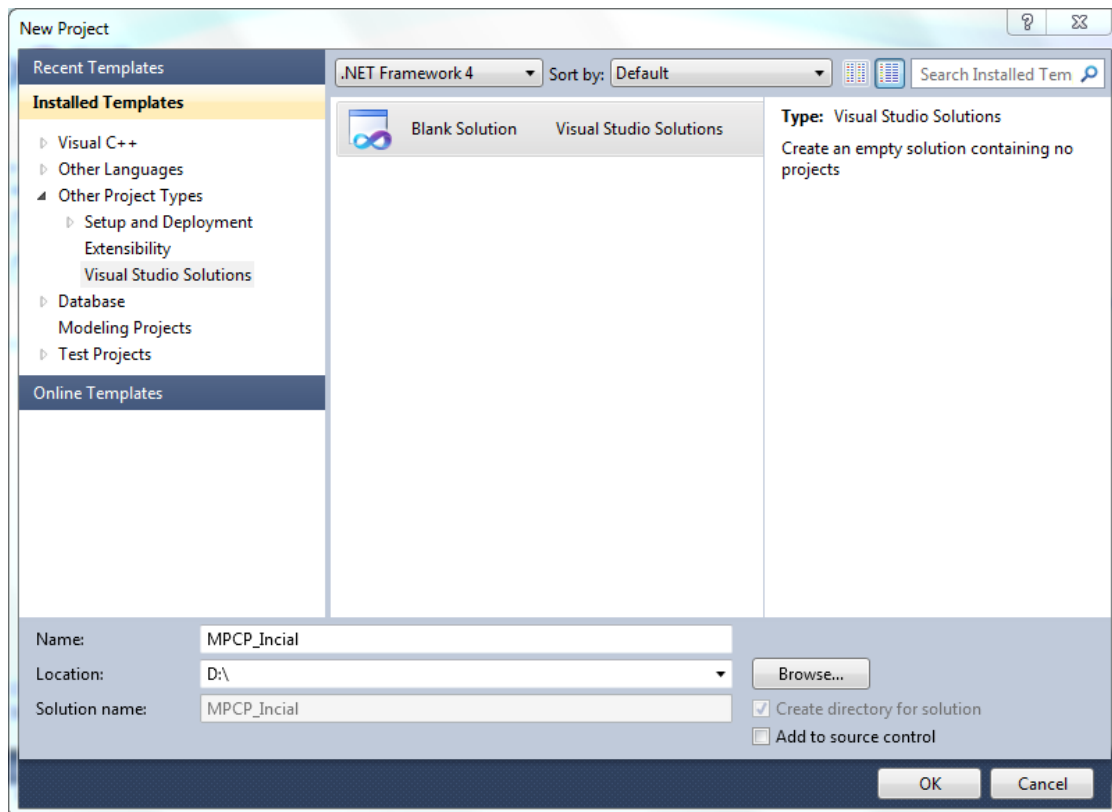 New Project
Recent Templates
Installed Templates
Visual C++
Other Languages
Other Project Types
Setup and Deployment
Extensibility
Visual Studio Solutions
Database
Modeling Projects
Test Projects
Online Templates
.NET Framework 4 Sort by: Default Search Installed Tem
Blank Solution Visual Studio Solutions
Type: Visual Studio Solutions
Create an empty solution containing no
projects
Name: MPCP_Incial
Location: D:\ Browse...
Solution name: MPCP_Incial Create directory for solution
Add to source control
OK Cancel